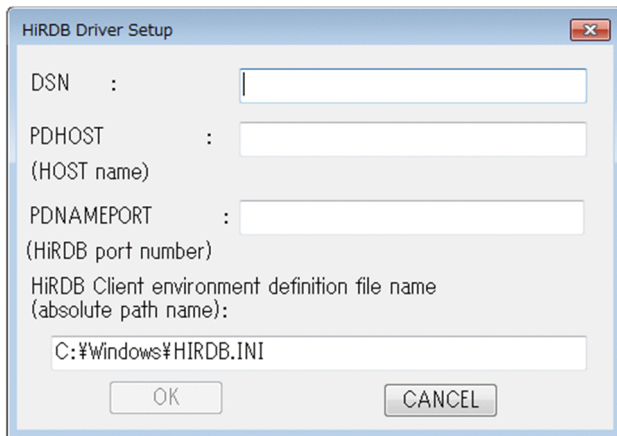 HiRDB Driver Setup
DSN :
PDHOST :
(HOST name)
PDNAMEPORT :
(HiRDB port number)
HiRDB Client environment definition file name
(absolute path name):
C:¥Windows¥HIRDB.INI
OK CANCEL